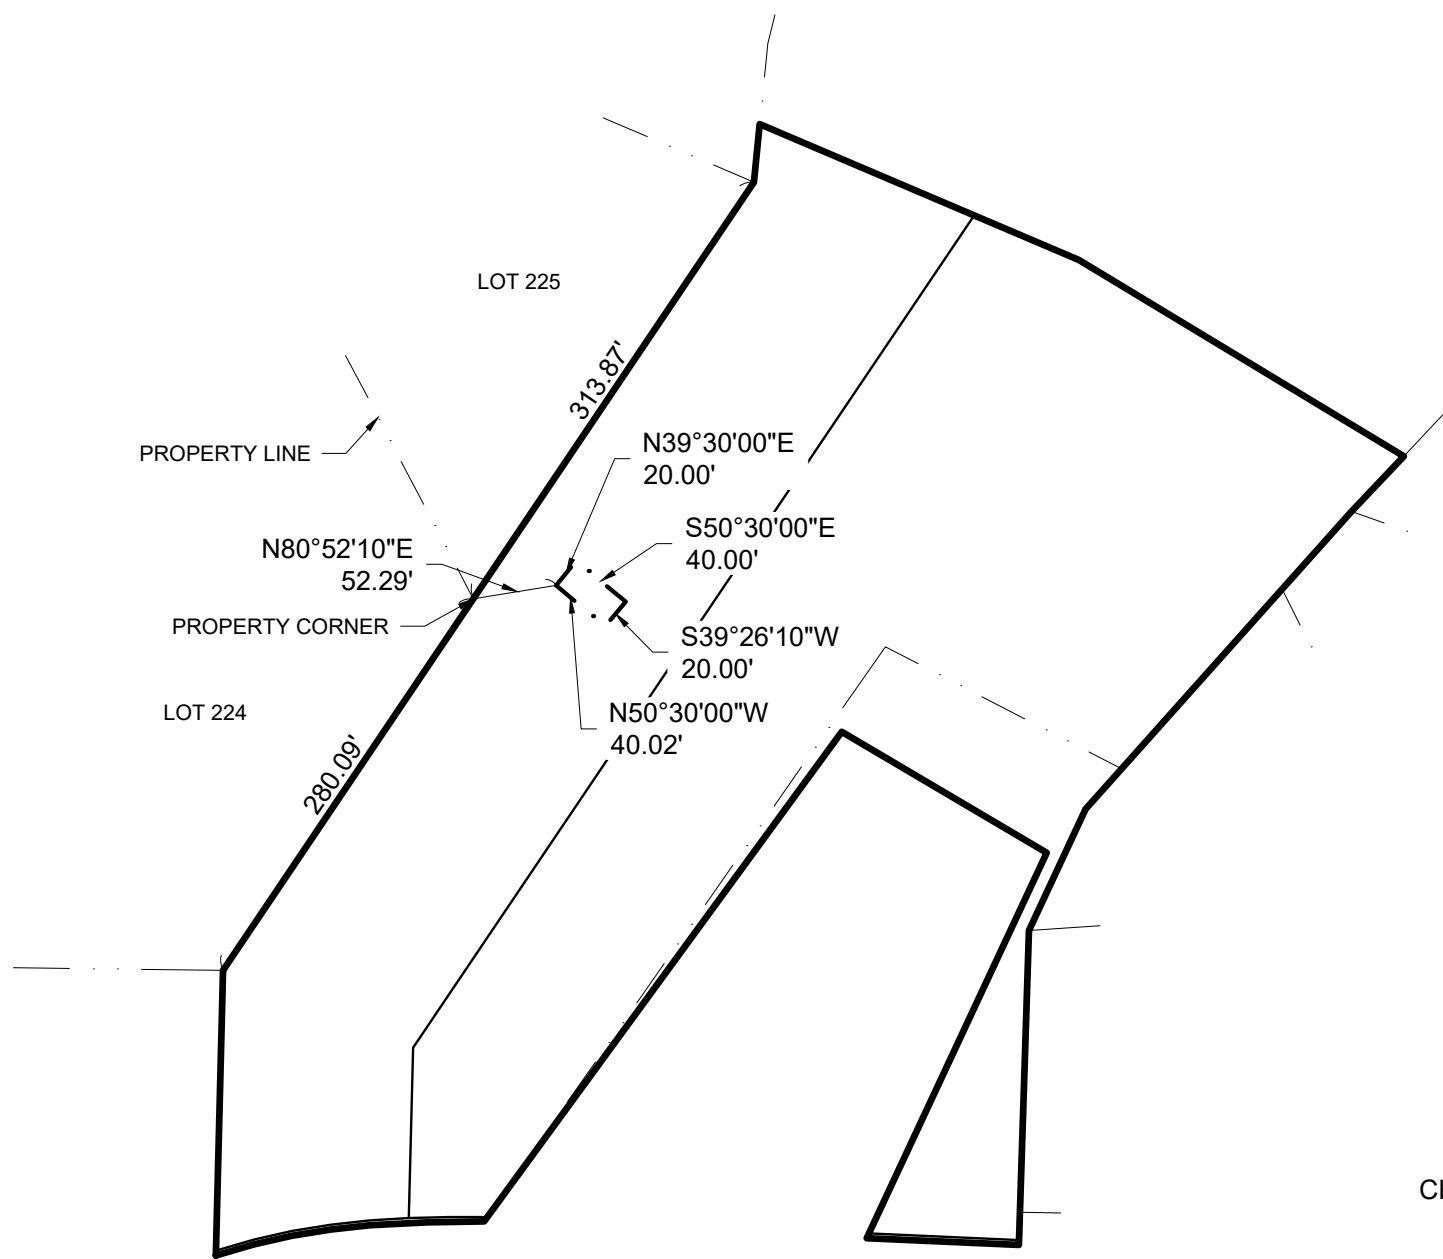 LOT 225
313.87'
PROPERTY LINE
N39°30'00"E
20.00'
S50°30'00"E
40.00'
N80°52'10"E
52.29'
PROPERTY CORNER
S39°26'10"W
20.00'
LOT 224
N50°30'00"W
40.02'
280.09'